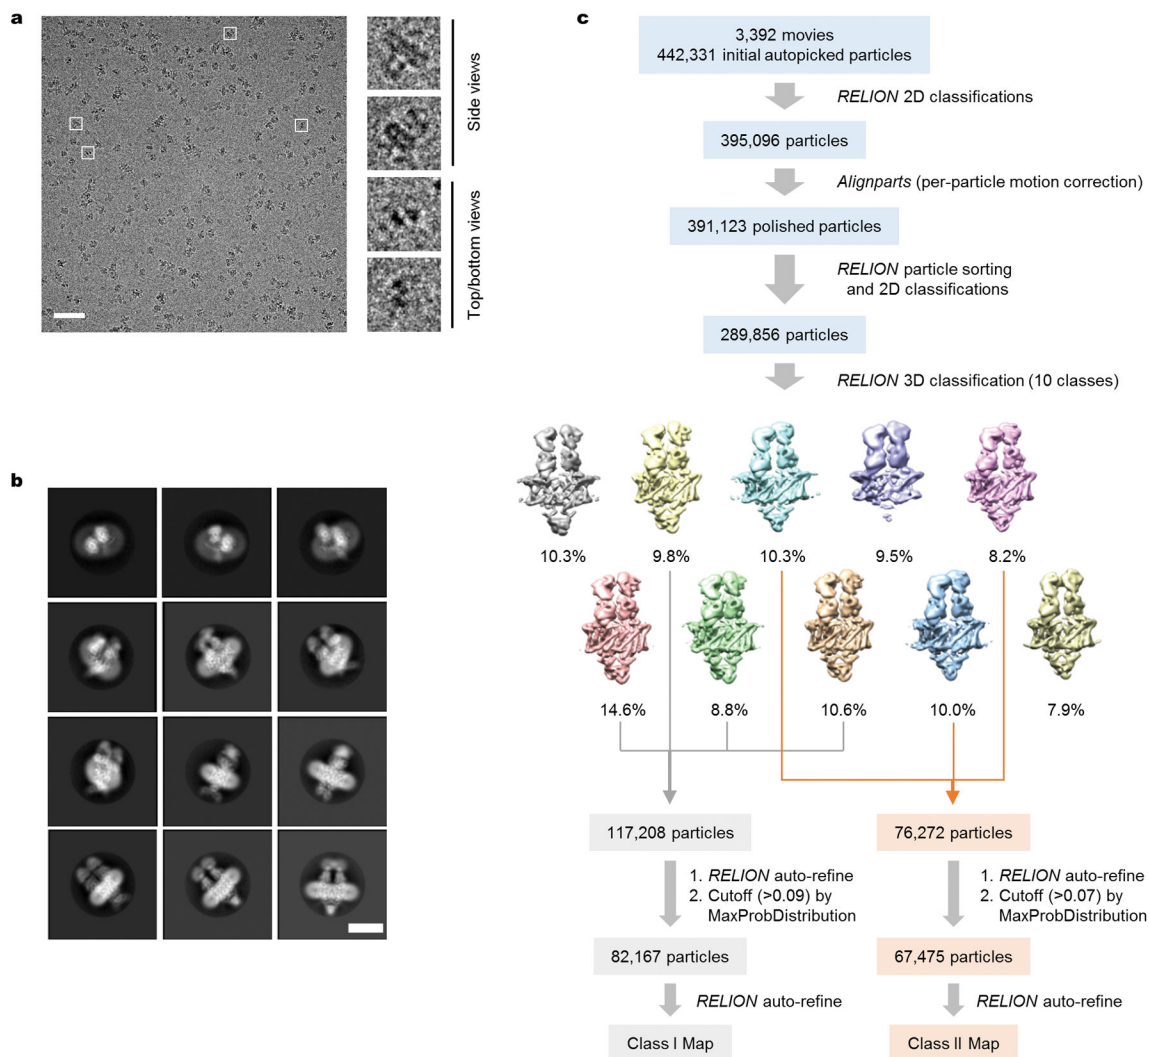 a
Side views
Top/bottom views
b
c
3,392 movies
442,331 initial autopicked particles
RELION 2D classifications
395,096 particles
Alignparts (per-particle motion correction)
391,123 polished particles
RELION particle sorting
and 2D classifications
289,856 particles
RELION 3D classification (10 classes)
10.3%
9.8%
10.3%
9.5%
8.2%
14.6%
8.8%
10.6%
10.0%
7.9%
117,208 particles
76,272 particles
1. RELION auto-refine
2. Cutoff (>0.09) by
MaxProbDistribution
1. RELION auto-refine
2. Cutoff (>0.07) by
MaxProbDistribution
82,167 particles
67,475 particles
RELION auto-refine
RELION auto-refine
Class I Map
Class II Map